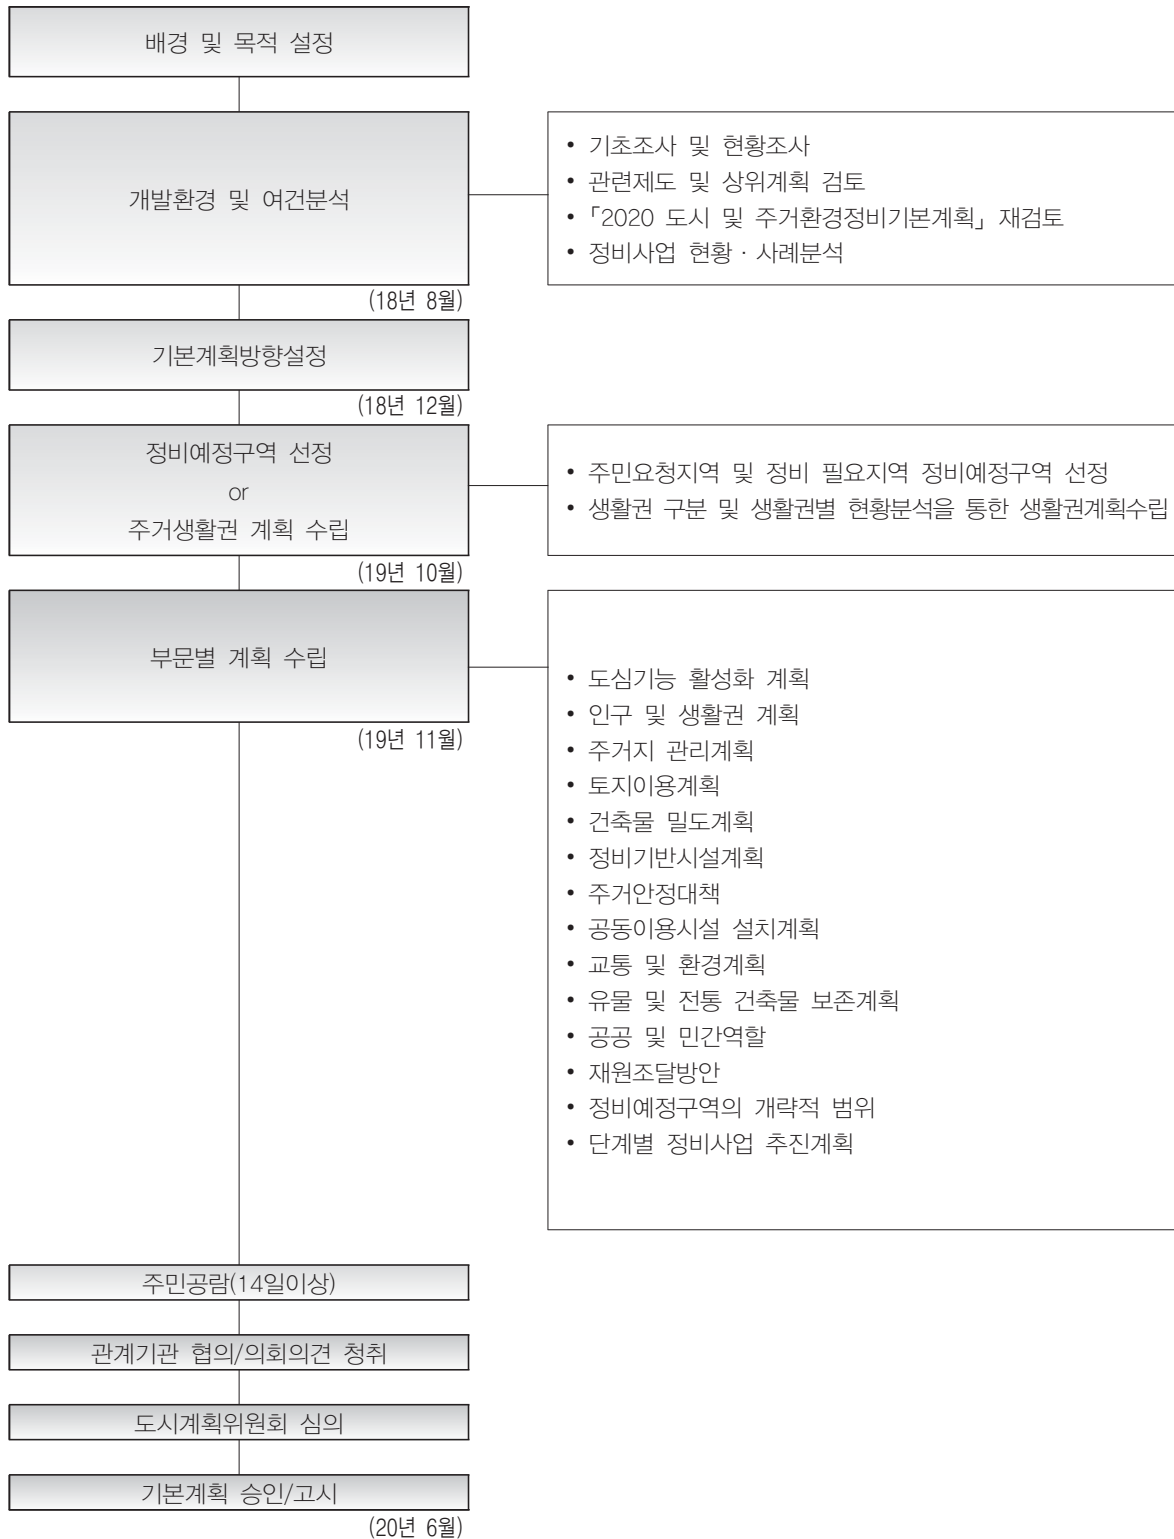 배경 및 목적 설정
개발환경 및 여건분석
• 기초조사 및 현황조사
• 관련제도 및 상위계획 검토
• 「2020 도시 및 주거환경정비기본계획」 재검토
• 정비사업 현황 · 사례분석
(18년 8월)
기본계획방향설정
(18년 12월)
정비예정구역 선정
or
주거생활권 계획 수립
• 주민요청지역 및 정비 필요지역 정비예정구역 선정
• 생활권 구분 및 생활권별 현황분석을 통한 생활권계획수립
(19년 10월)
부문별 계획 수립
(19년 11월)
• 도심기능 활성화 계획
• 인구 및 생활권 계획
• 주거지 관리계획
• 토지이용계획
• 건축물 밀도계획
• 정비기반시설계획
• 주거안정대책
• 공동이용시설 설치계획
• 교통 및 환경계획
• 유물 및 전통 건축물 보존계획
• 공공 및 민간역할
• 재원조달방안
• 정비예정구역의 개략적 범위
• 단계별 정비사업 추진계획
주민공람(14일이상)
관계기관 협의/의회의견 청취
도시계획위원회 심의
기본계획 승인/고시
(20년 6월)